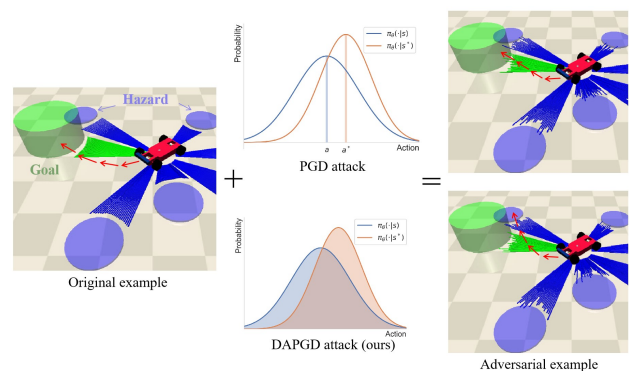 Probability
πθ(·|s)
πθ(·|s*)
a
a*
Action
PGD attack
Hazard
Goal
Original example
+
=
Probability
πθ(·|s)
πθ(·|s*)
Action
DAPGD attack (ours)
Adversarial example